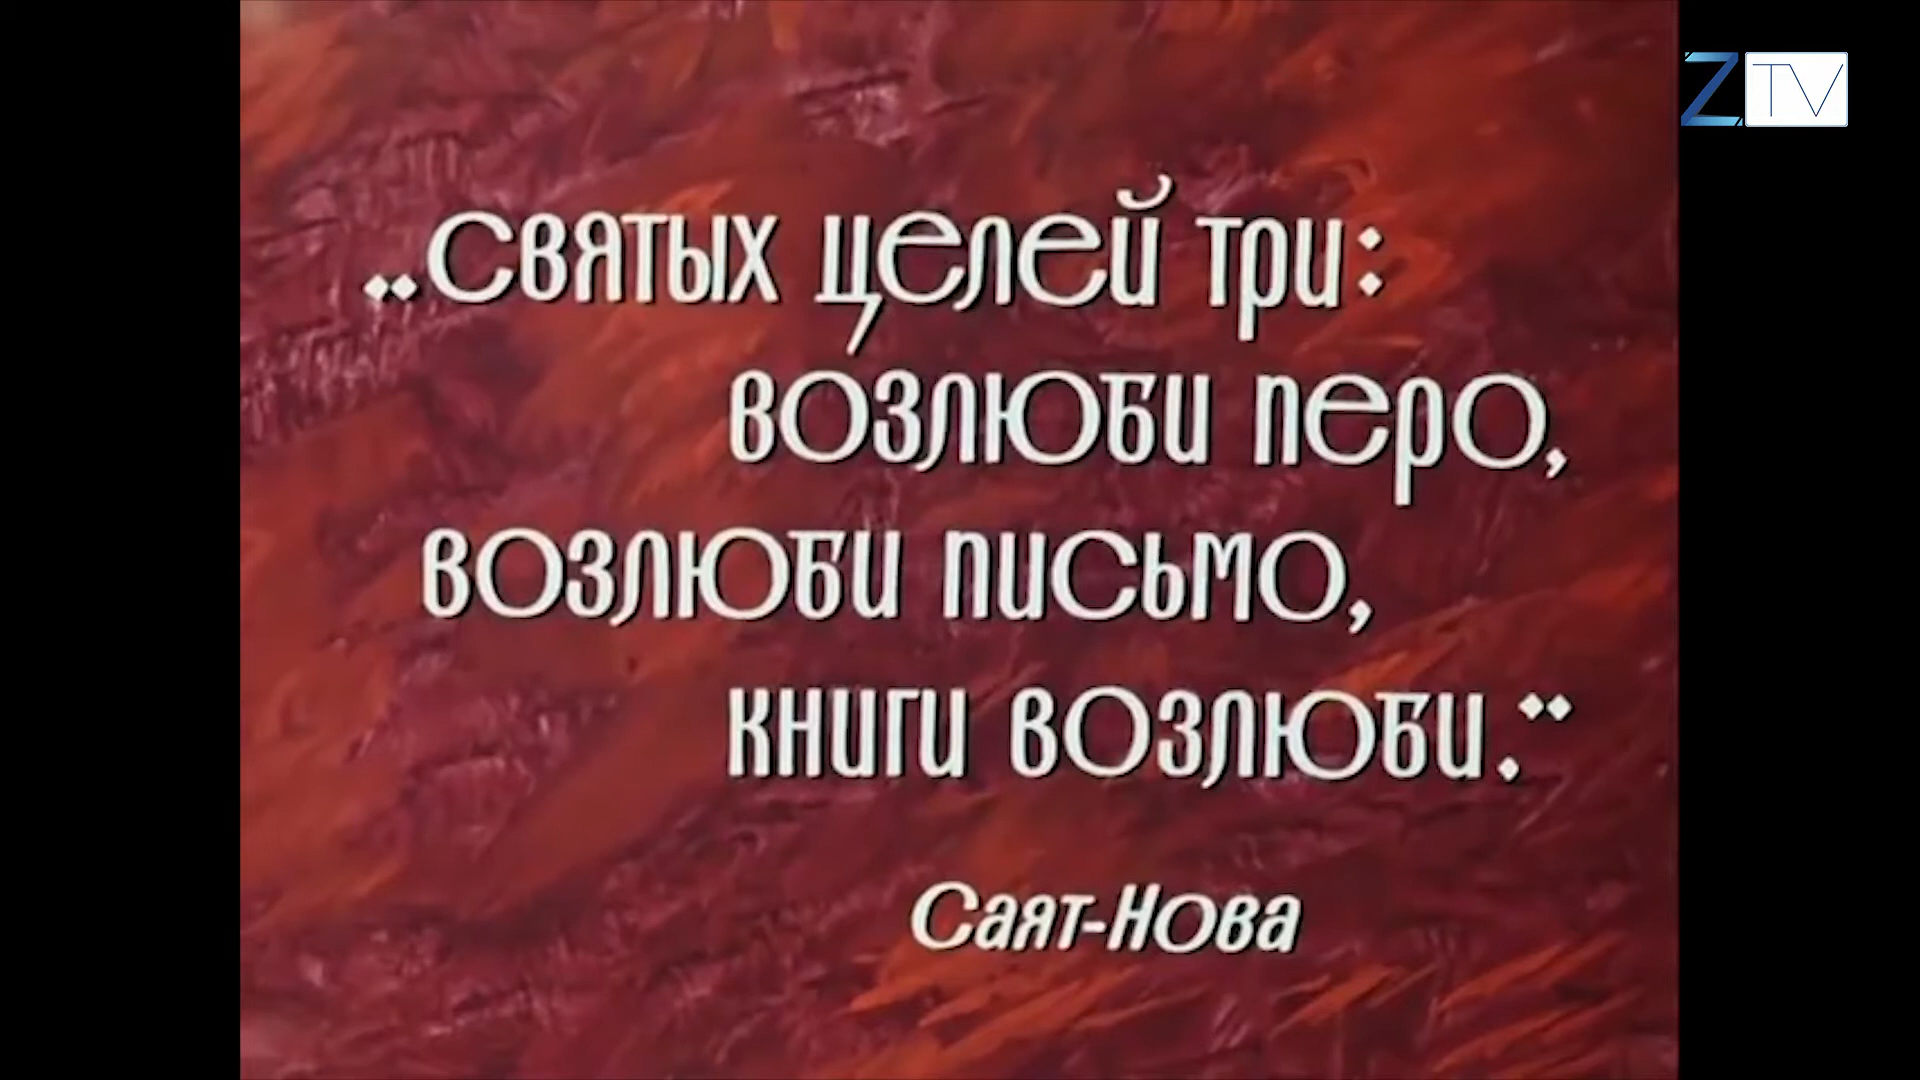 „Святых целей три:
возлюби перо,
возлюби письмо,
книги возлюби."
Саят-Нова
ZTV